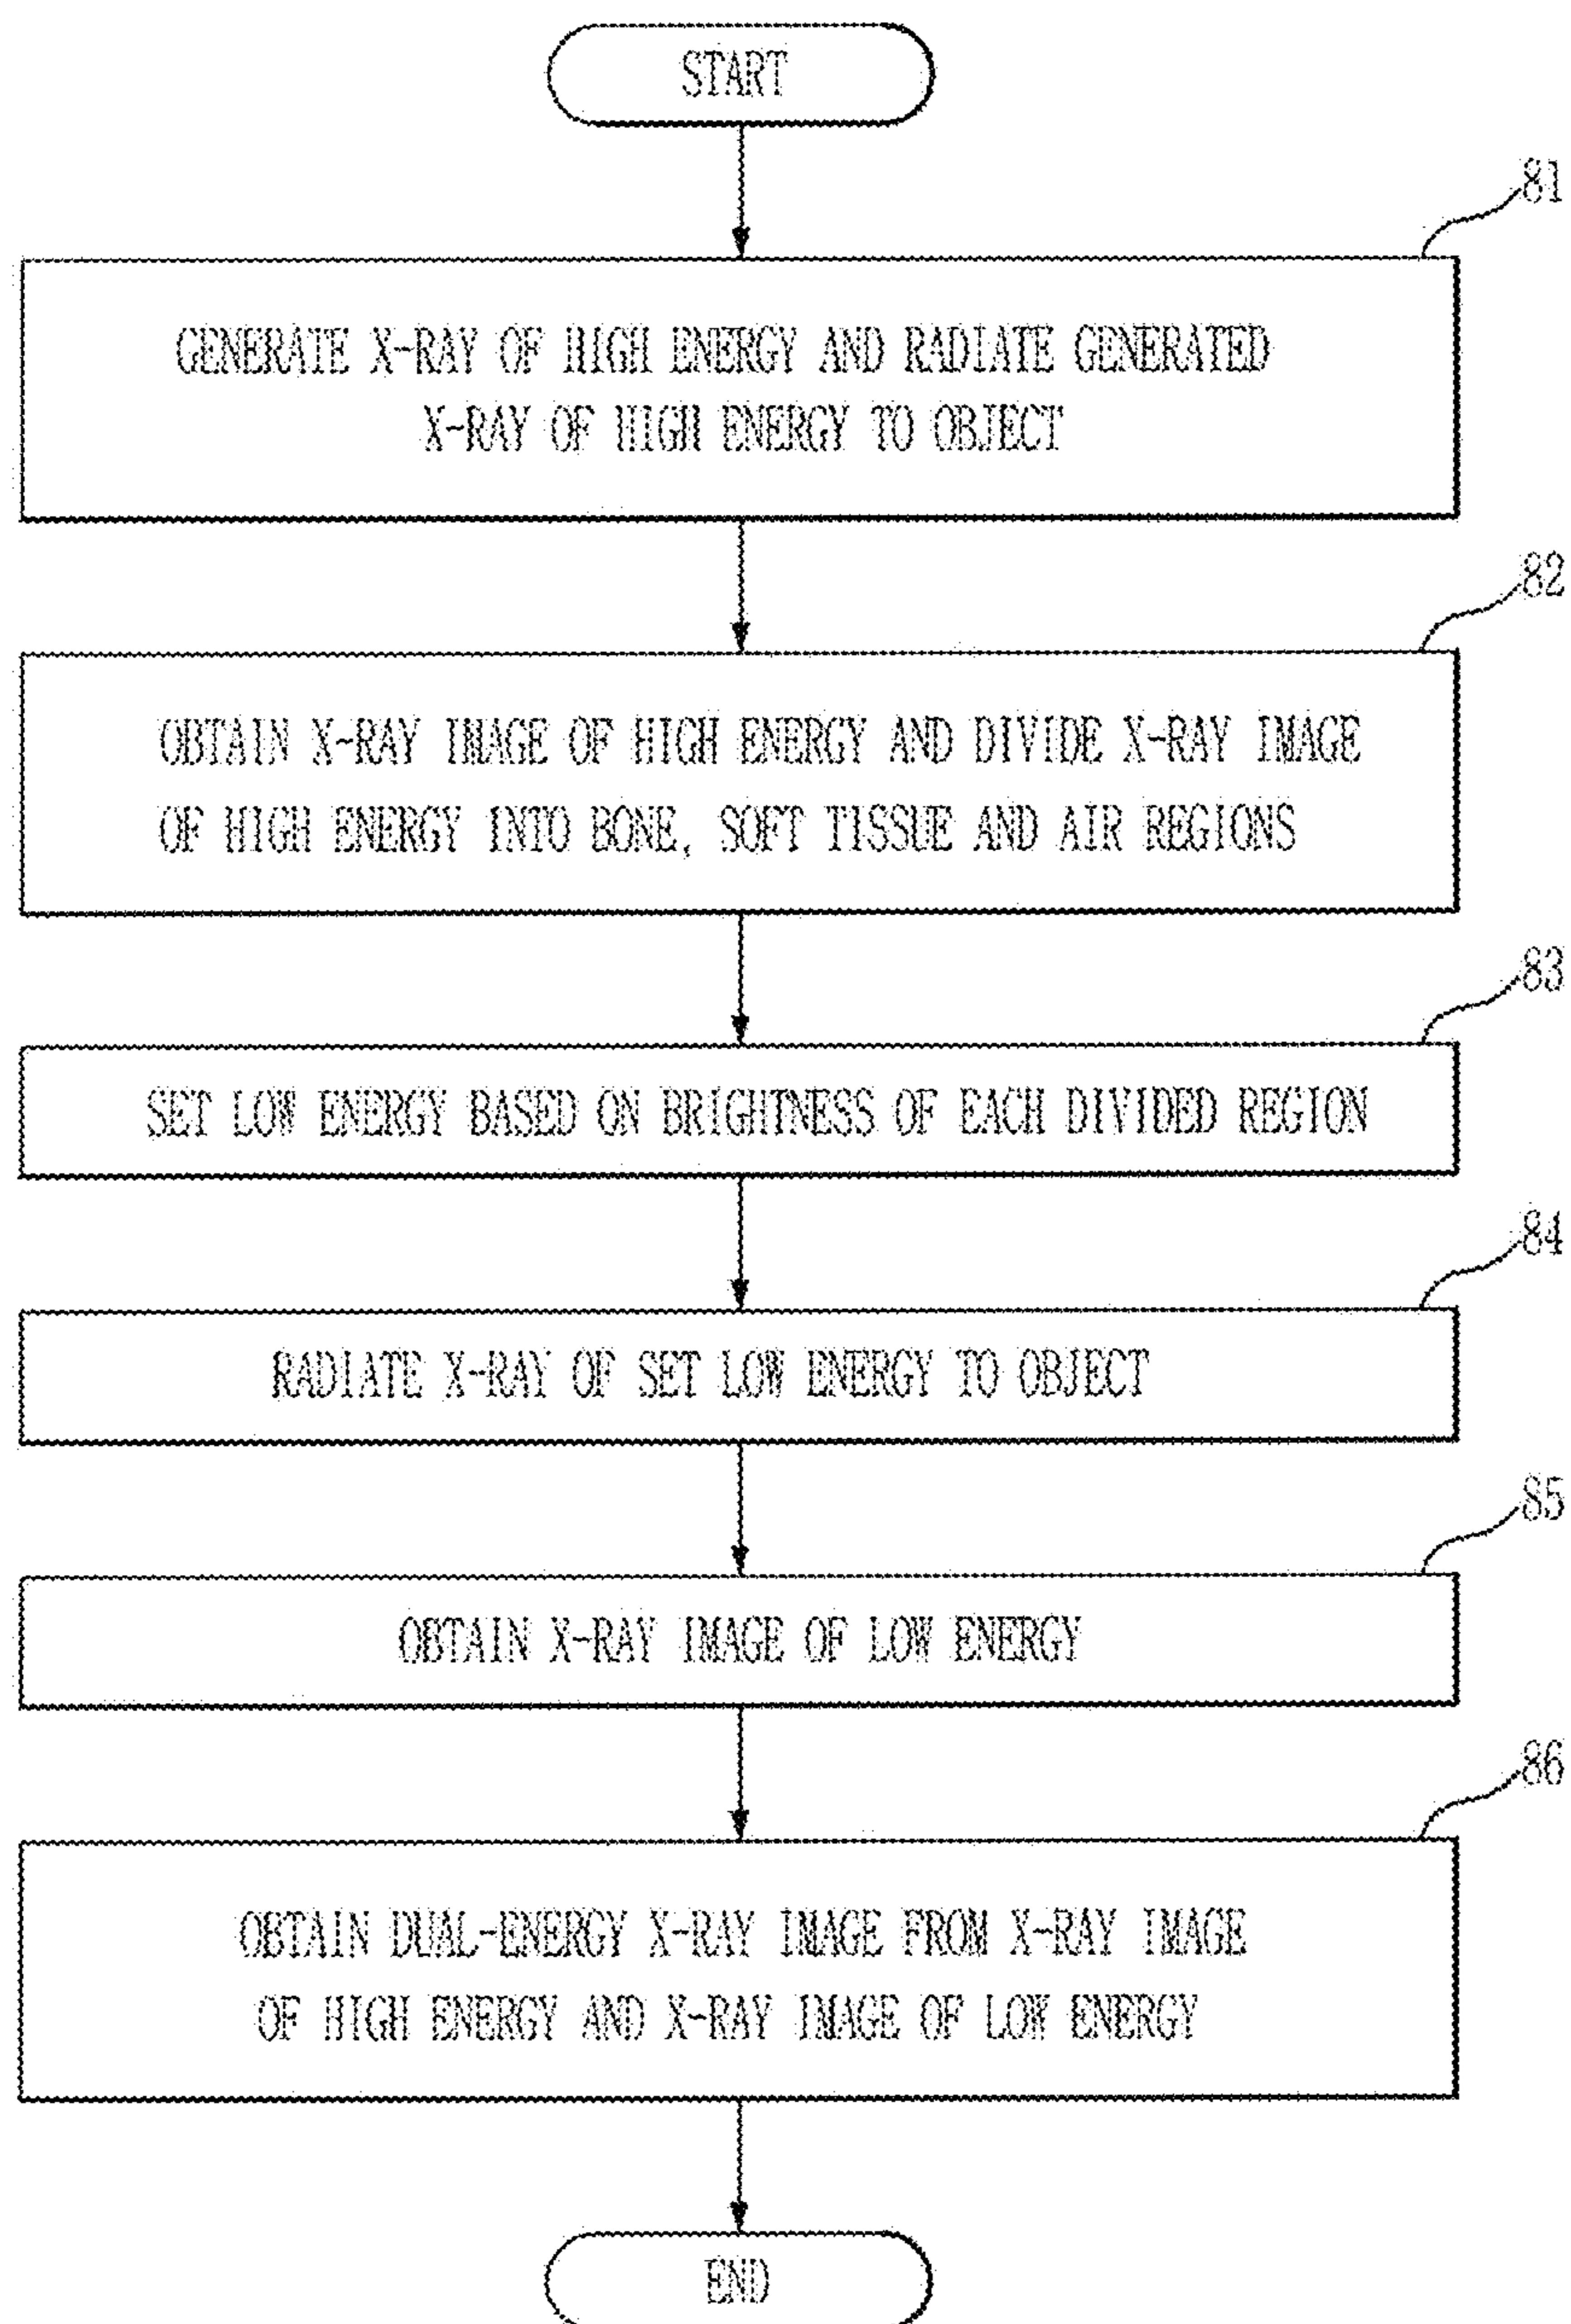 START
81
GENERATE X-RAY OF HIGH ENERGY AND RADIATE GENERATED
X-RAY OF HIGH ENERGY TO OBJECT
82
OBTAIN X-RAY IMAGE OF HIGH ENERGY AND DIVIDE X-RAY IMAGE
OF HIGH ENERGY INTO BONE, SOFT TISSUE AND AIR REGIONS
83
SET LOW ENERGY BASED ON BRIGHTNESS OF EACH DIVIDED REGION
84
RADIATE X-RAY OF SET LOW ENERGY TO OBJECT
85
OBTAIN X-RAY IMAGE OF LOW ENERGY
86
OBTAIN DUAL-ENERGY X-RAY IMAGE FROM X-RAY IMAGE
OF HIGH ENERGY AND X-RAY IMAGE OF LOW ENERGY
END